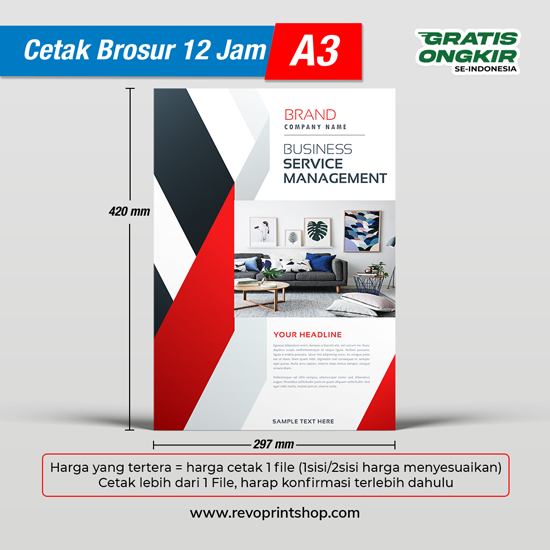 Cetak Brosur 12 Jam
A3
GRATIS
ONGKIR
SE-INDONESIA
BRAND
COMPANY NAME
BUSINESS
SERVICE
MANAGEMENT
420 mm
YOUR HEADLINE
SAMPLE TEXT HERE
297 mm
Harga yang tertera = harga cetak 1 file (1sisi/2sisi harga menyesuaikan)
Cetak lebih dari 1 File, harap konfirmasi terlebih dahulu
www.revoprintshop.com